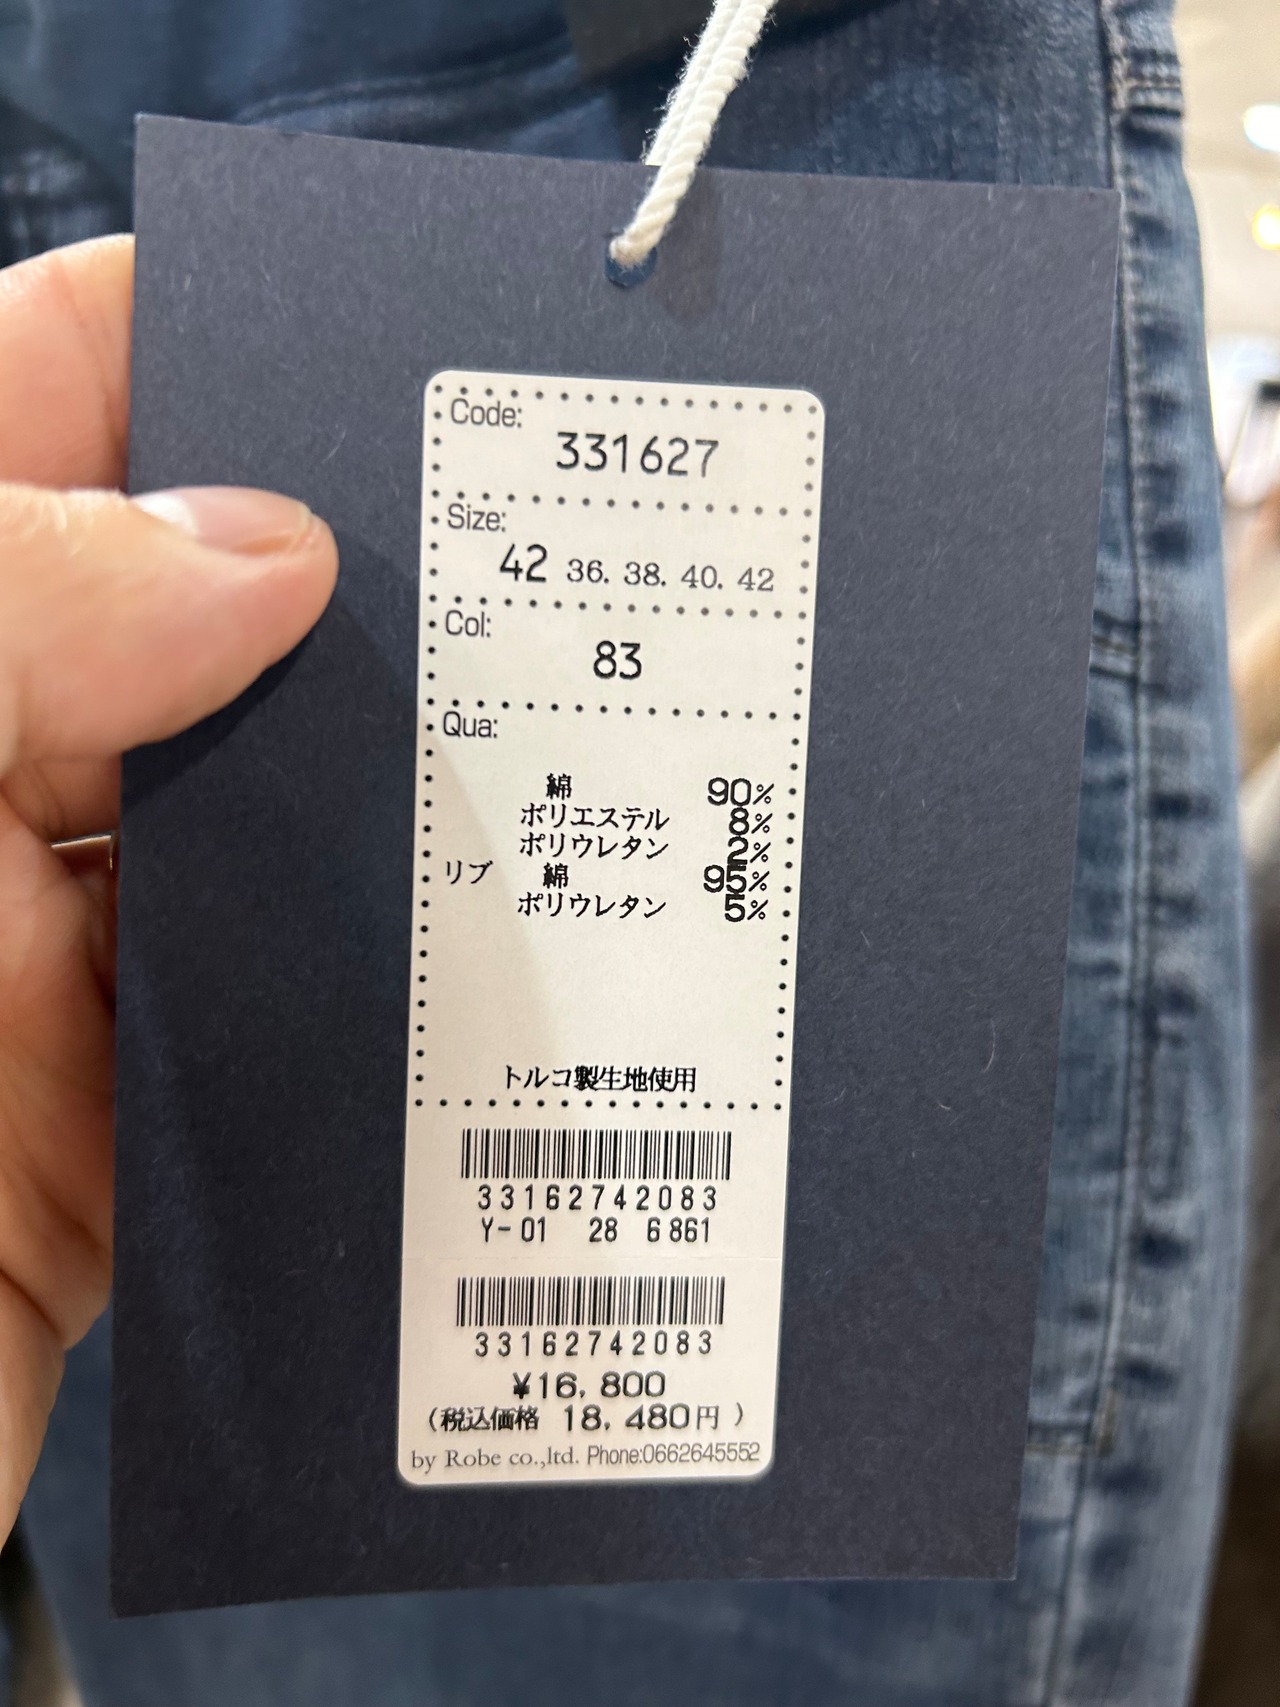 Code:
331627
Size:
42 36. 38. 40. 42
Col:
83
Qua:
綿 90%
ポリエステル 8%
ポリウレタン 2%
リブ 綿 95%
ポリウレタン 5%
トルコ製生地使用
33162742083
Y-01 28 6861
33162742083
¥16,800
(税込価格 18,480円)
by Robe co.,ltd. Phone:0662645552